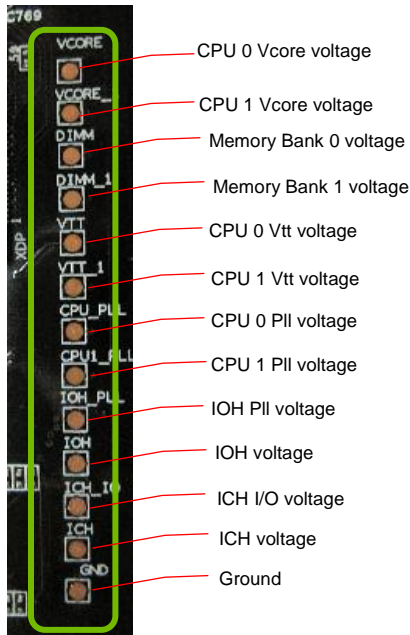 C769
VCORE
CPU 0 Vcore voltage
VCORE_
CPU 1 Vcore voltage
DIMM
Memory Bank 0 voltage
DIMM_1
Memory Bank 1 voltage
VTT
CPU 0 Vtt voltage
XDP_1
VTT_1
CPU 1 Vtt voltage
CPU_PLL
CPU 0 Pll voltage
CPU1_PLL
CPU 1 Pll voltage
IOH_PLL
IOH Pll voltage
IOH
IOH voltage
ICH_IO
ICH I/O voltage
ICH
ICH voltage
GND
Ground